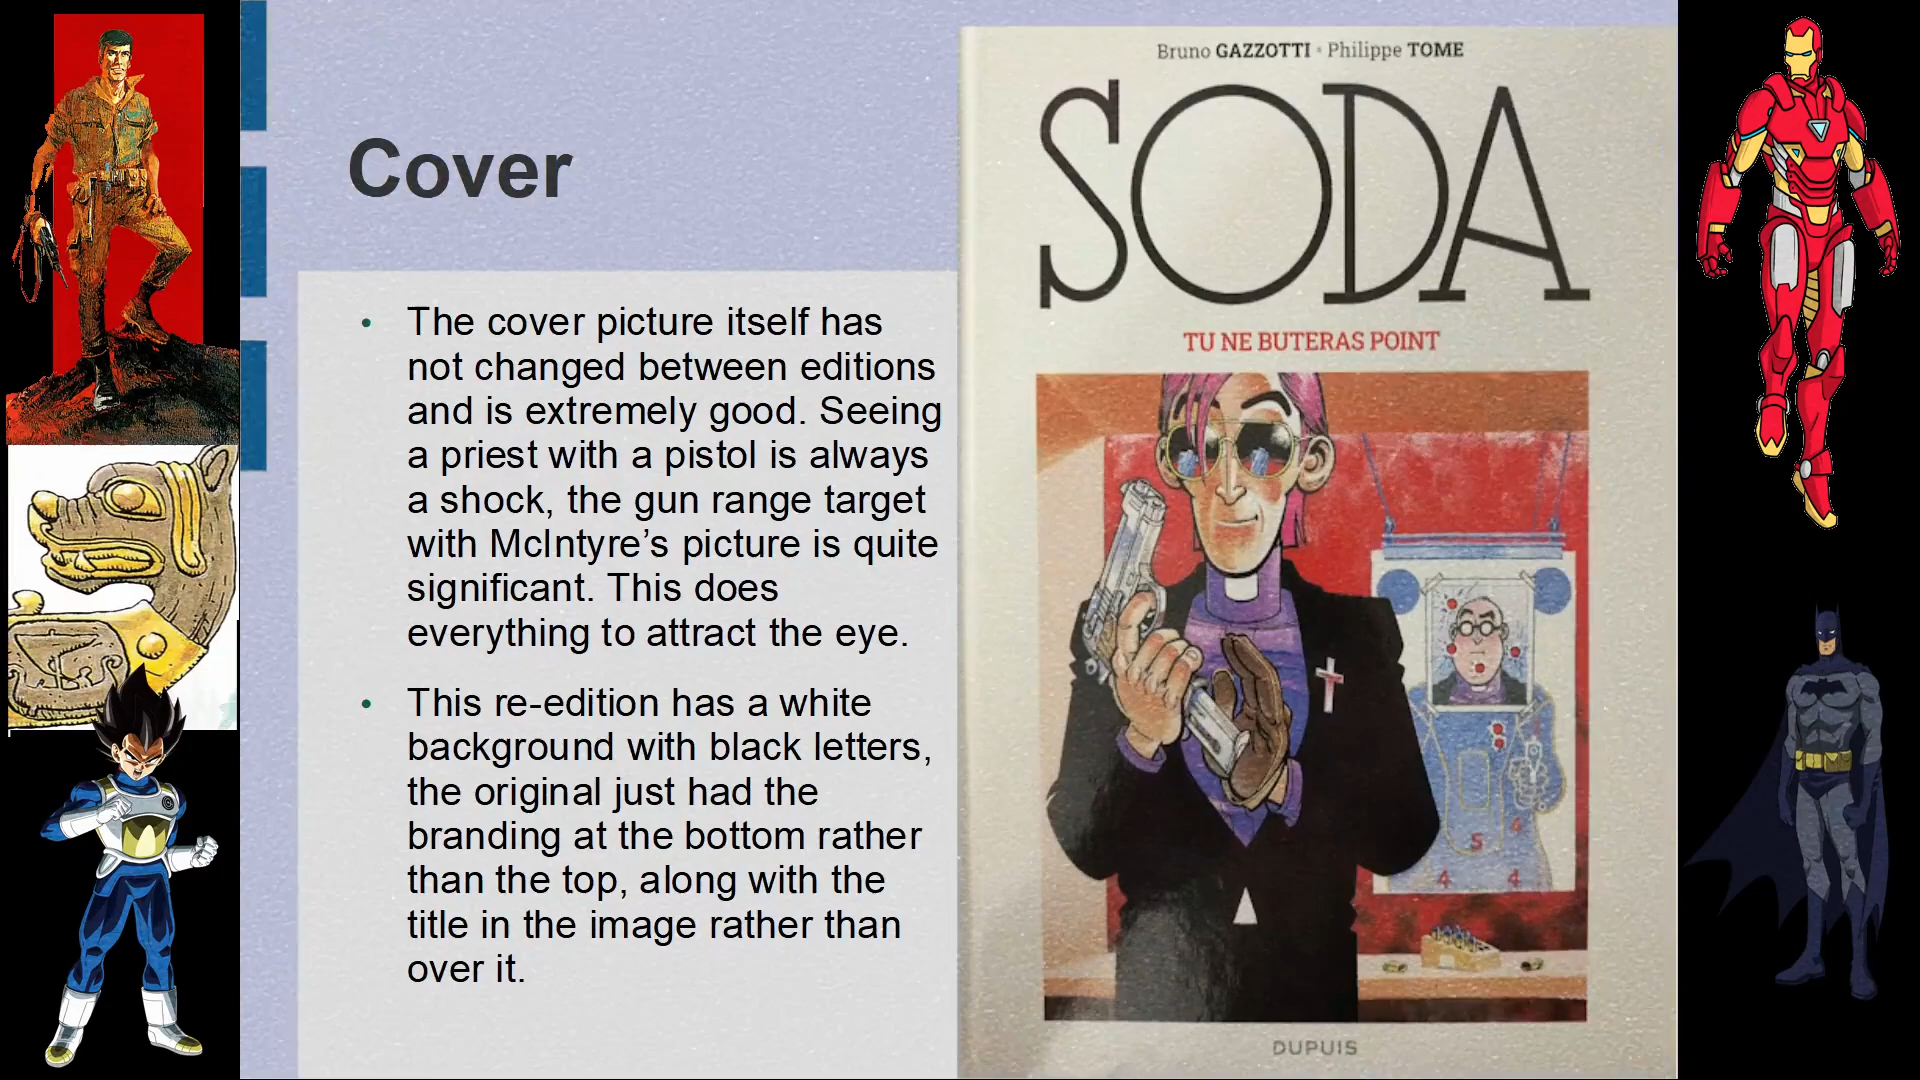 Cover
• The cover picture itself has
not changed between editions
and is extremely good. Seeing
a priest with a pistol is always
a shock, the gun range target
with McIntyre’s picture is quite
significant. This does
everything to attract the eye.
• This re-edition has a white
background with black letters,
the original just had the
branding at the bottom rather
than the top, along with the
title in the image rather than
over it.
Bruno GAZZOTTI • Philippe TOME
SODA
TU NE BUTERAS POINT
5 4
4 4
DUPUIS